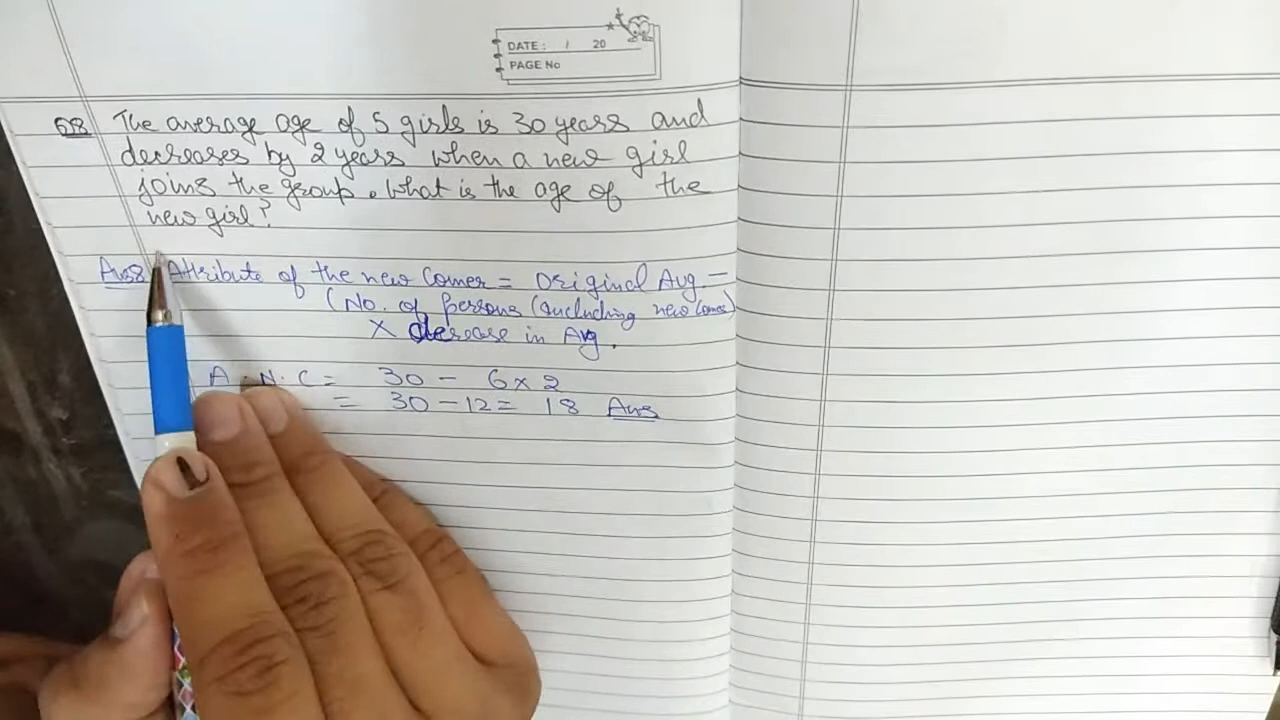 DATE: / 20
PAGE No
Q8 The average age of 5 girls is 30 years and
decreases by 2 years when a new girl
joins the group. What is the age of the
new girl?
Ans8 Attribute of the new Comer = Original Avg -
(No. of persons (including new Comer)
X decrease in Avg.
A. N. C = 30 - 6 x 2
= 30 - 12 = 18 Ans